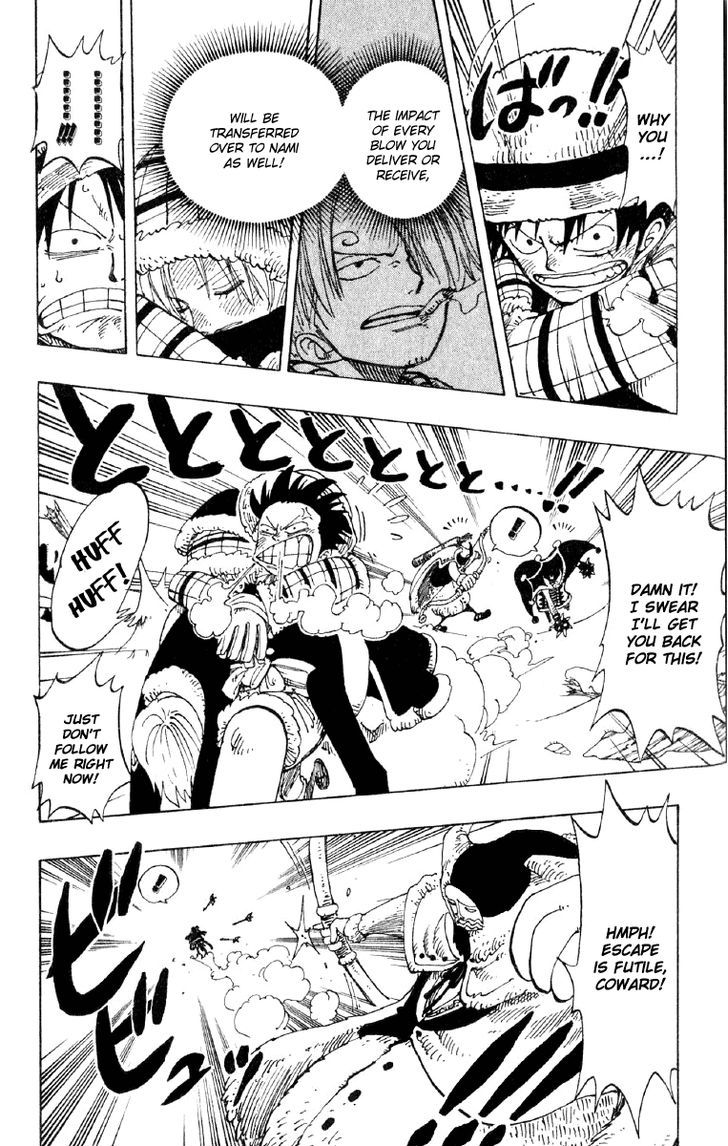 ばっ!!
WHY
YOU
...!
THE IMPACT
OF EVERY
BLOW YOU
DELIVER OR
RECEIVE,
WILL BE
TRANSFERRED
OVER TO NAMI
AS WELL!
..............!!!
DAMN IT!
I SWEAR
I'LL GET
YOU BACK
FOR THIS!
!
とととととととと....!!
HUFF
HUFF!
JUST
DON'T
FOLLOW
ME RIGHT
NOW!
HMPH!
ESCAPE
IS FUTILE,
COWARD!
!
ビビュッ!!!